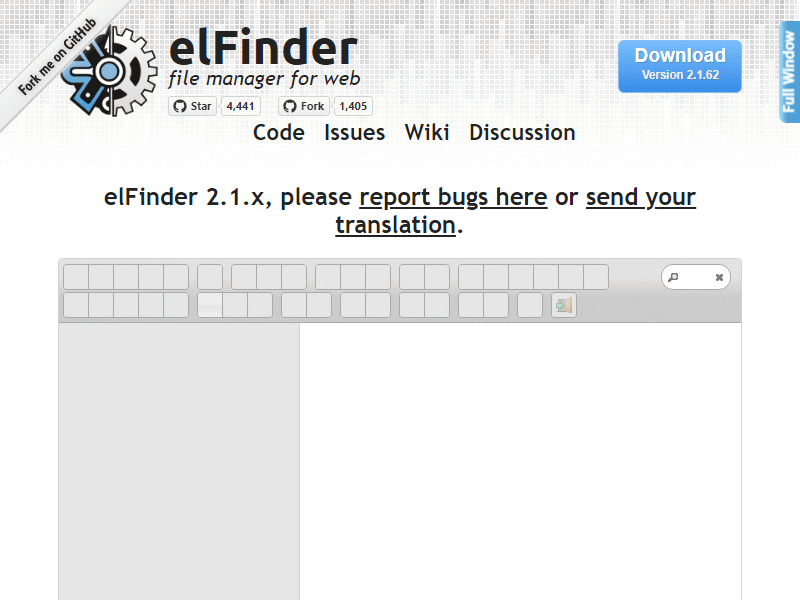 Fork me on GitHub
elFinder
file manager for web
Star 4,441 Fork 1,405
Download
Version 2.1.62
Full Window
Code Issues Wiki Discussion
elFinder 2.1.x, please report bugs here or send your
translation.